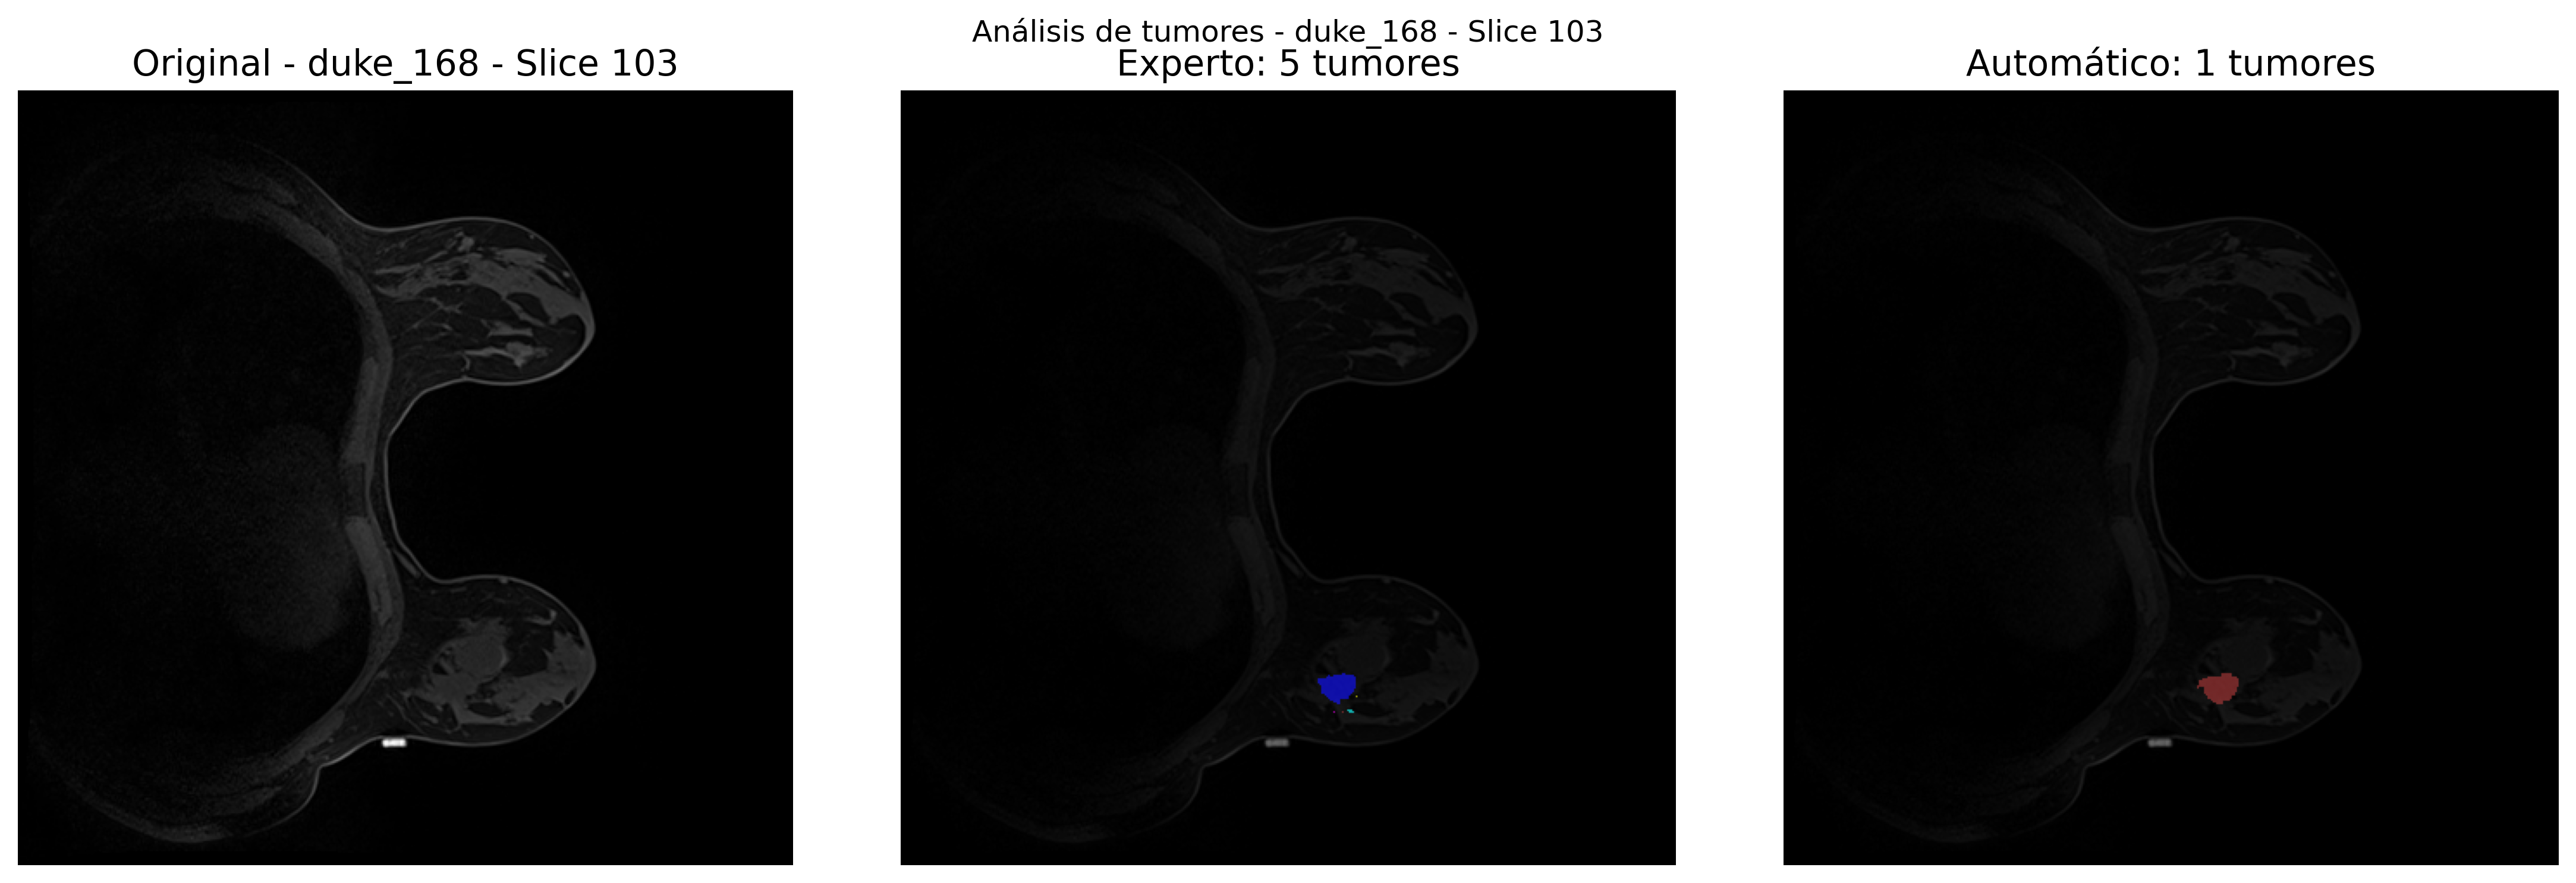 Análisis de tumores - duke_168 - Slice 103
Original - duke_168 - Slice 103
Experto: 5 tumores
Automático: 1 tumores